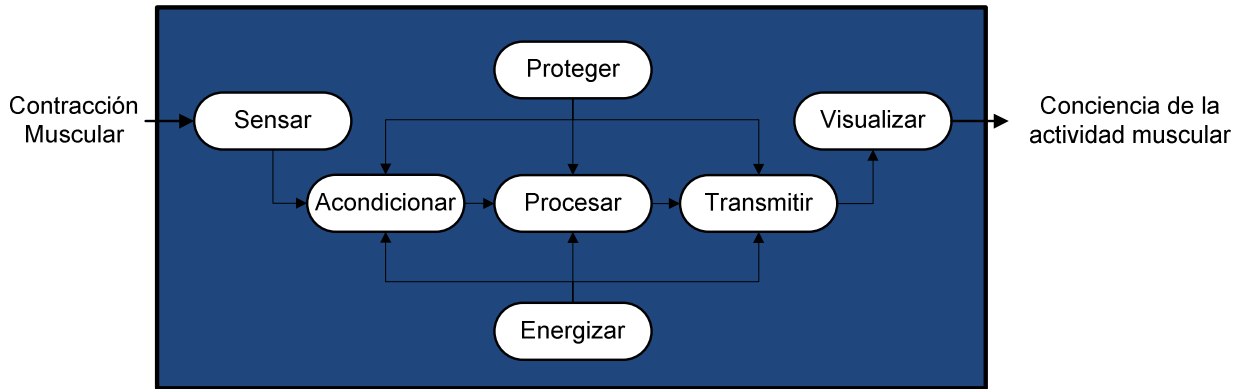 Proteger
Contracción
Muscular
Sensar
Visualizar
Conciencia de la
actividad muscular
Acondicionar
Procesar
Transmitir
Energizar